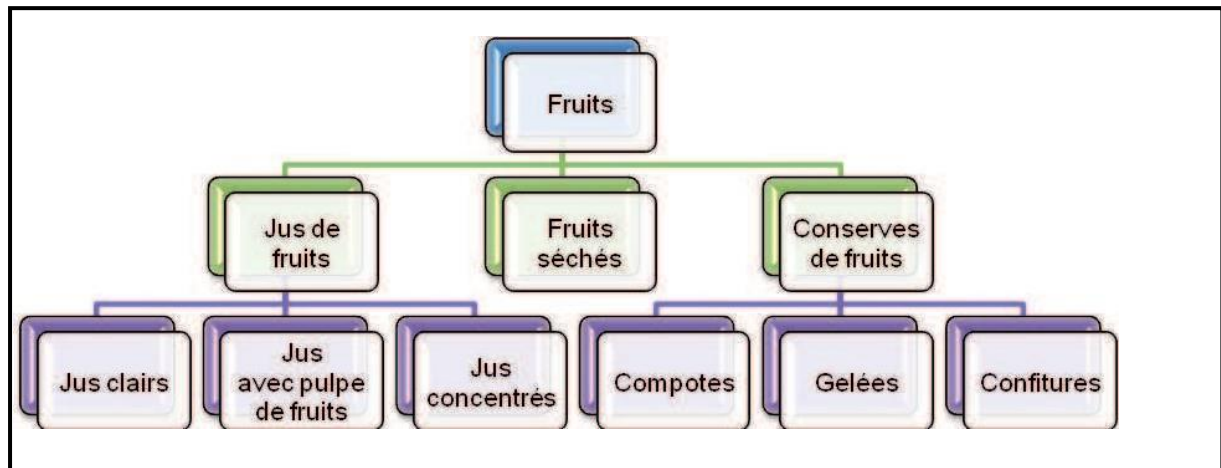 Fruits
Jus de
fruits
Fruits
séchés
Conserves
de fruits
Jus clairs
Jus
avec pulpe
de fruits
Jus
concentrés
Compotes
Gelées
Confitures